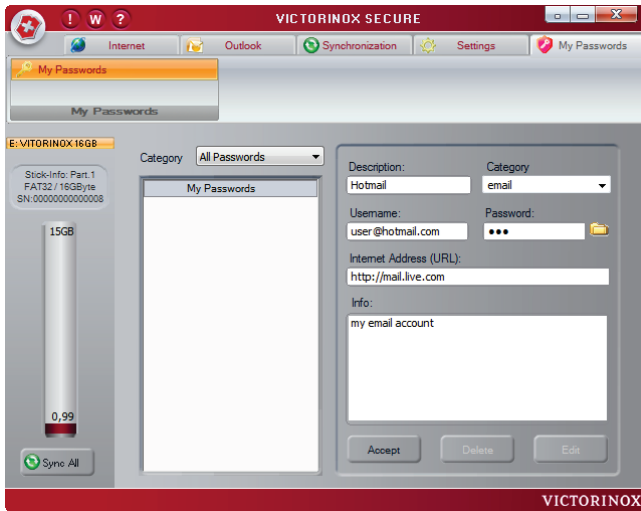 ! W ? VICTORINOX SECURE
Internet Outlook Synchronization Settings My Passwords
My Passwords
My Passwords
E: VITORINOX 16GB
Stick-Info: Part.1
FAT32 / 16GByte
SN:00000000000008
15GB
0,99
Sync All
Category All Passwords
My Passwords
Description: Category
Hotmail email
Username: Password:
user@hotmail.com •••
Internet Address (URL):
http://mail.live.com
Info:
my email account
Accept Delete Edit
VICTORINOX